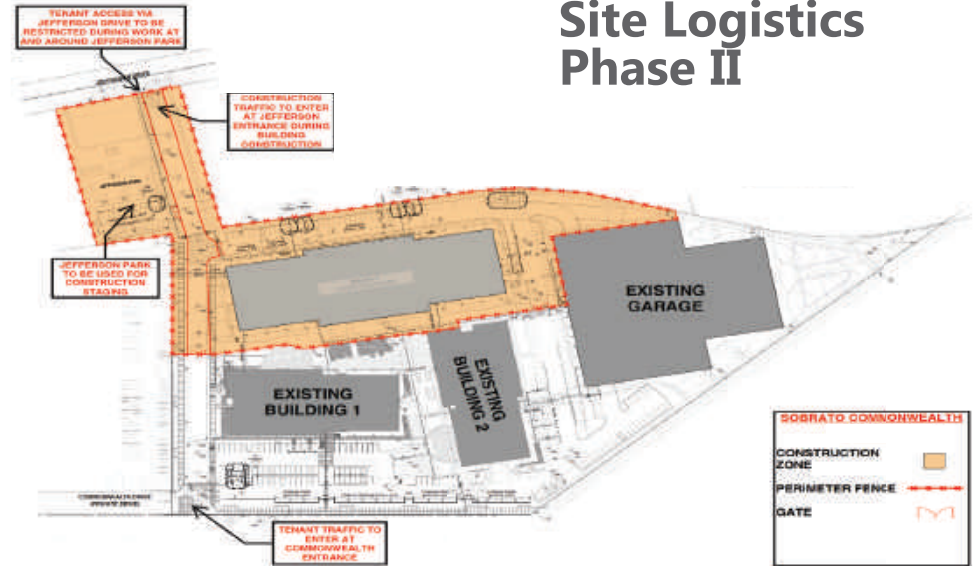 Site Logistics
Phase II
TENANT ACCESS VIA
JEFFERSON DRIVE TO BE
RESTRICTED DURING WORK AT
AND AROUND JEFFERSON PARK
CONSTRUCTION
TRAFFIC TO ENTER
AT JEFFERSON
ENTRANCE DURING
BUILDING
CONSTRUCTION
JEFFERSON PARK
TO BE USED FOR
CONSTRUCTION
STAGING
EXISTING
GARAGE
EXISTING
BUILDING 1
EXISTING
BUILDING 2
COMMONWEALTH DRIVE
TENANT TRAFFIC TO
ENTER AT
COMMONWEALTH
ENTRANCE
SOBRATO COMMONWEALTH
CONSTRUCTION
ZONE
PERIMETER FENCE
GATE